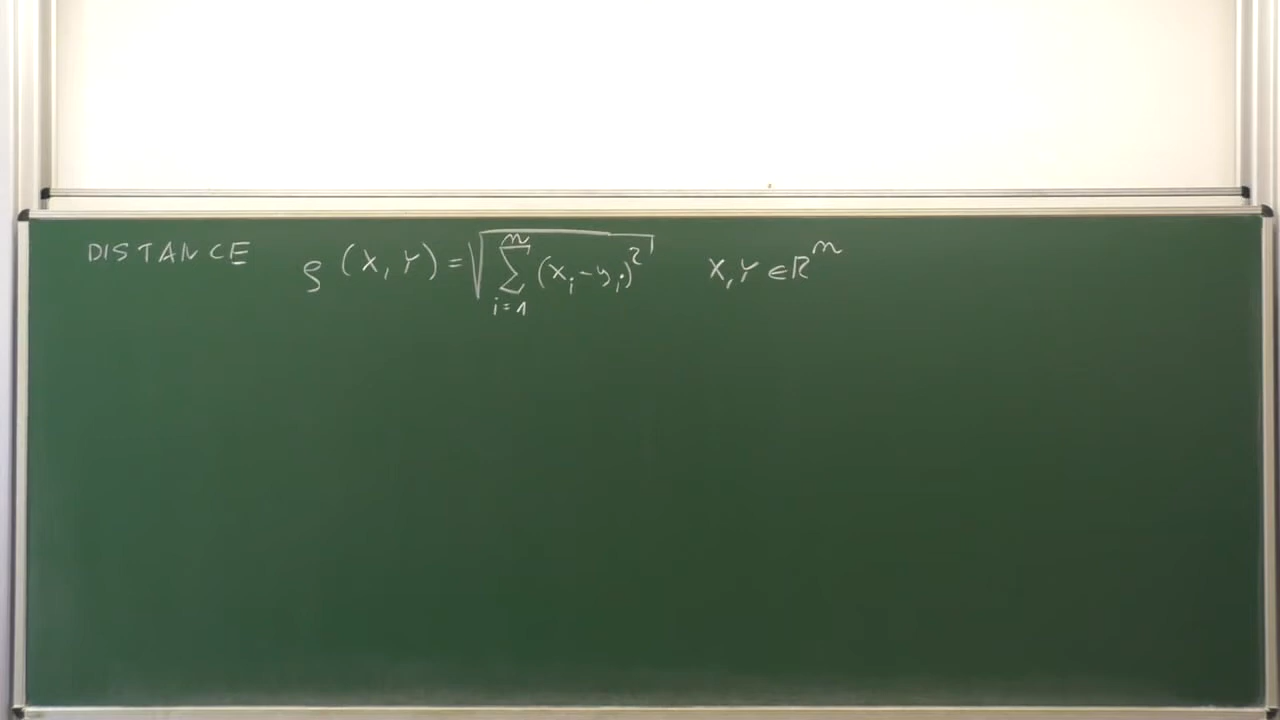 DISTANCE ρ(X, Y) = √(∑_{i=1}^{n} (x_i - y_i)^2) X, Y ∈ ℝ^n